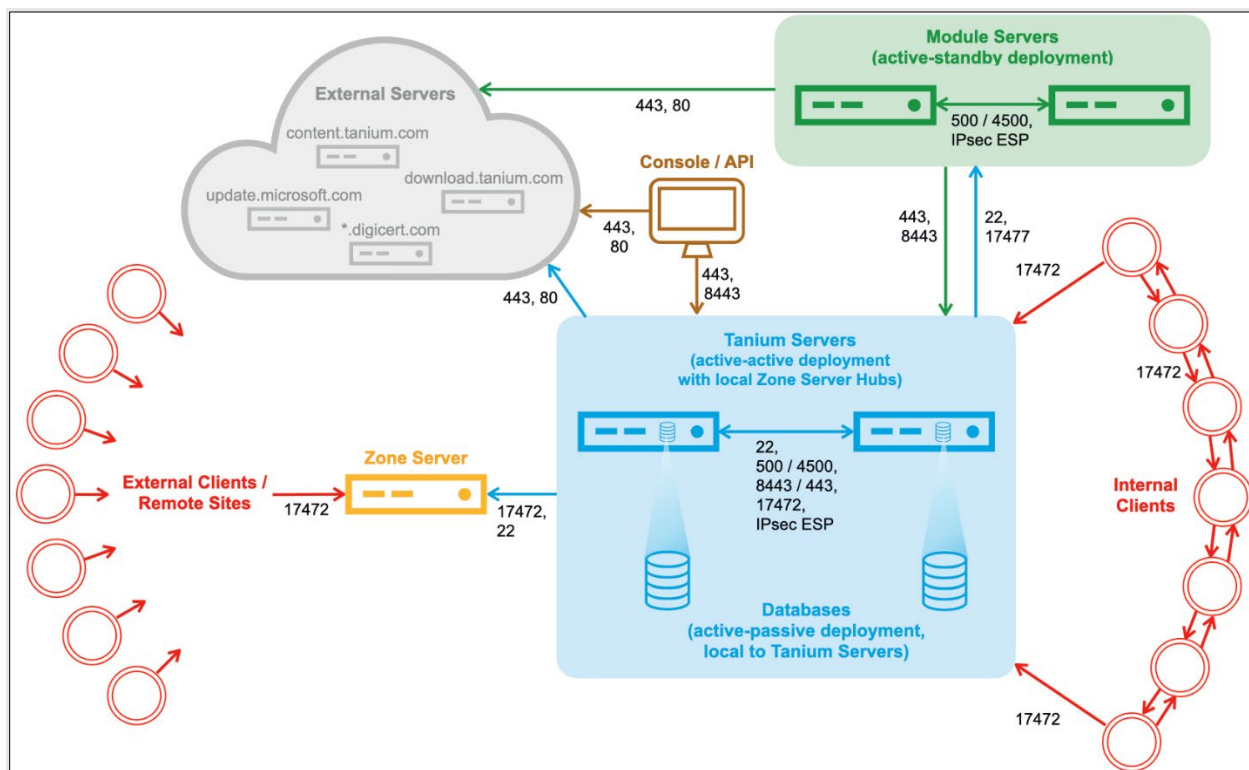 Module Servers
(active-standby deployment)
500 / 4500,
IPsec ESP
External Servers
content.tanium.com
download.tanium.com
update.microsoft.com
*.digicert.com
443, 80
Console / API
443,
80
443,
8443
443, 80
443,
8443
22,
17477
17472
17472
Tanium Servers
(active-active deployment
with local Zone Server Hubs)
22,
500 / 4500,
8443 / 443,
17472,
IPsec ESP
Databases
(active-passive deployment,
local to Tanium Servers)
External Clients /
Remote Sites
17472
Zone Server
17472,
22
Internal
Clients
17472